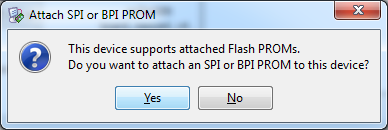 Attach SPI or BPI PROM
This device supports attached Flash PROMs.
Do you want to attach an SPI or BPI PROM to this device?
Yes No